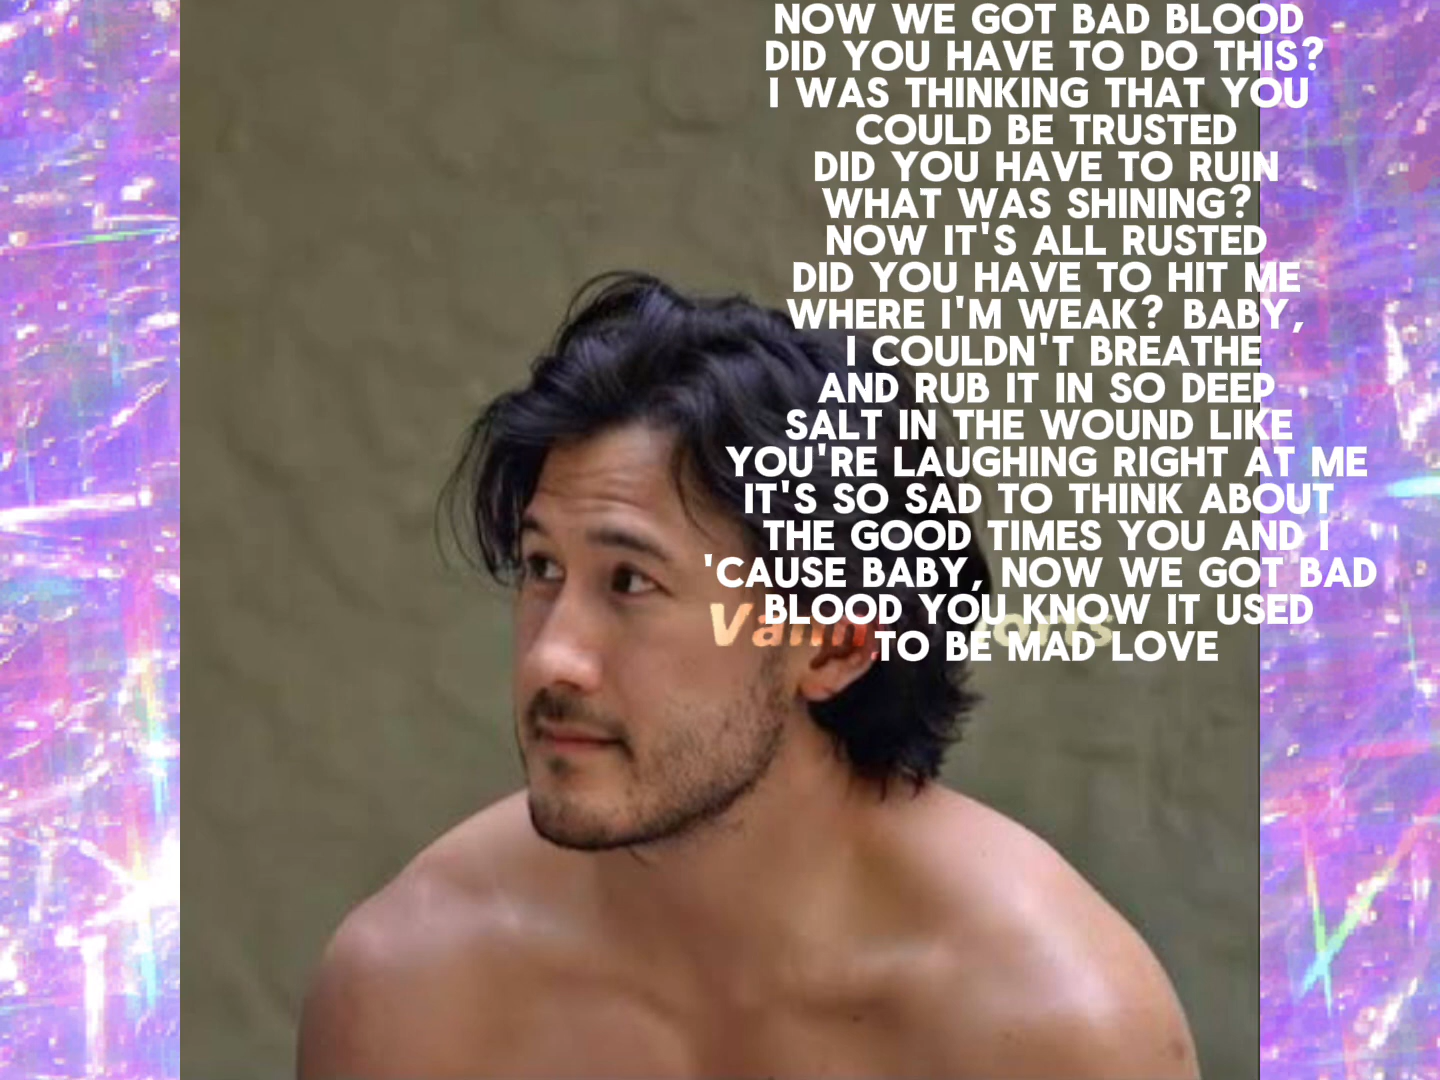 NOW WE GOT BAD BLOOD
DID YOU HAVE TO DO THIS?
I WAS THINKING THAT YOU
COULD BE TRUSTED
DID YOU HAVE TO RUIN
WHAT WAS SHINING?
NOW IT'S ALL RUSTED
DID YOU HAVE TO HIT ME
WHERE I'M WEAK? BABY,
I COULDN'T BREATHE
AND RUB IT IN SO DEEP
SALT IN THE WOUND LIKE
YOU'RE LAUGHING RIGHT AT ME
IT'S SO SAD TO THINK ABOUT
THE GOOD TIMES YOU AND I
'CAUSE BABY, NOW WE GOT BAD
BLOOD YOU KNOW IT USED
TO BE MAD LOVE